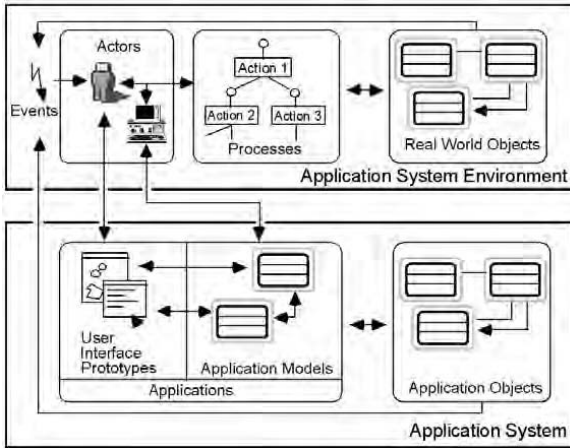 Actors
Events
Action 1
Action 2
Action 3
Processes
Real World Objects
Application System Environment
User
Interface
Prototypes
Application Models
Applications
Application Objects
Application System